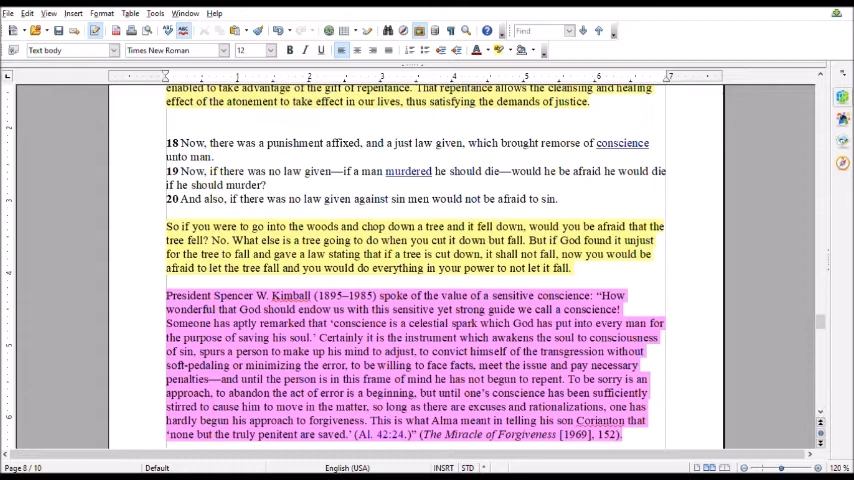 File Edit View Insert Format Table Tools Window Help
Find
Text body Times New Roman 12
1 2 3 4 5 6 7
enabled to take advantage of the gift of repentance. That repentance allows the cleansing and healing
effect of the atonement to take effect in our lives, thus satisfying the demands of justice.
18 Now, there was a punishment affixed, and a just law given, which brought remorse of conscience
unto man.
19 Now, if there was no law given—if a man murdered he should die—would he be afraid he would die
if he should murder?
20 And also, if there was no law given against sin men would not be afraid to sin.
So if you were to go into the woods and chop down a tree and it fell down, would you be afraid that the
tree fell? No. What else is a tree going to do when you cut it down but fall. But if God found it unjust
for the tree to fall and gave a law stating that if a tree is cut down, it shall not fall, now you would be
afraid to let the tree fall and you would do everything in your power to not let it fall.
President Spencer W. Kimball (1895–1985) spoke of the value of a sensitive conscience: “How
wonderful that God should endow us with this sensitive yet strong guide we call a conscience!
Someone has aptly remarked that ‘conscience is a celestial spark which God has put into every man for
the purpose of saving his soul.’ Certainly it is the instrument which awakens the soul to consciousness
of sin, spurs a person to make up his mind to adjust, to convict himself of the transgression without
soft-pedaling or minimizing the error, to be willing to face facts, meet the issue and pay necessary
penalties—and until the person is in this frame of mind he has not begun to repent. To be sorry is an
approach, to abandon the act of error is a beginning, but until one’s conscience has been sufficiently
stirred to cause him to move in the matter, so long as there are excuses and rationalizations, one has
hardly begun his approach to forgiveness. This is what Alma meant in telling his son Corianton that
‘none but the truly penitent are saved.’ (Al. 42:24.)” (The Miracle of Forgiveness [1969], 152).
Page 8 / 10 Default English (USA) INSRT STD * 120 %